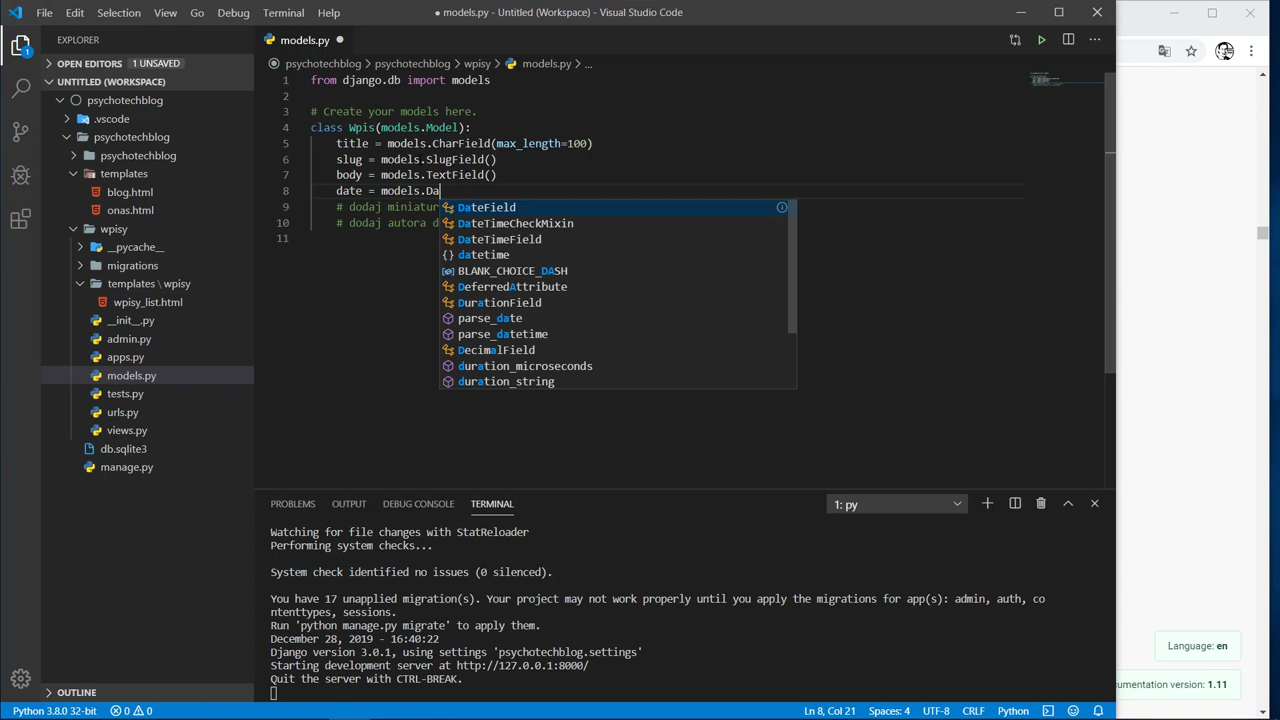 File Edit Selection View Go Debug Terminal Help
● models.py - Untitled (Workspace) - Visual Studio Code
EXPLORER
OPEN EDITORS 1 UNSAVED
UNTITLED (WORKSPACE)
psychotechblog
.vscode
psychotechblog
psychotechblog
templates
blog.html
onas.html
wpisy
__pycache__
migrations
templates \ wpisy
wpisy_list.html
__init__.py
admin.py
apps.py
models.py
tests.py
urls.py
views.py
db.sqlite3
manage.py
OUTLINE
models.py ●
psychotechblog > psychotechblog > wpisy > models.py > ...
1 from django.db import models
2
3 # Create your models here.
4 class Wpis(models.Model):
5 title = models.CharField(max_length=100)
6 slug = models.SlugField()
7 body = models.TextField()
8 date = models.Da
9 # dodaj miniatur
10 # dodaj autora d
11
DateField
DateTimeCheckMixin
DateTimeField
{} datetime
BLANK_CHOICE_DASH
DeferredAttribute
DurationField
parse_date
parse_datetime
DecimalField
duration_microseconds
duration_string
PROBLEMS OUTPUT DEBUG CONSOLE TERMINAL
1: py
Watching for file changes with StatReloader
Performing system checks...
System check identified no issues (0 silenced).
You have 17 unapplied migration(s). Your project may not work properly until you apply the migrations for app(s): admin, auth, co
ntenttypes, sessions.
Run 'python manage.py migrate' to apply them.
December 28, 2019 - 16:40:22
Django version 3.0.1, using settings 'psychotechblog.settings'
Starting development server at http://127.0.0.1:8000/
Quit the server with CTRL-BREAK.
Python 3.8.0 32-bit 0 0
Ln 8, Col 21 Spaces: 4 UTF-8 CRLF Python
Language: en
umentation version: 1.11
1